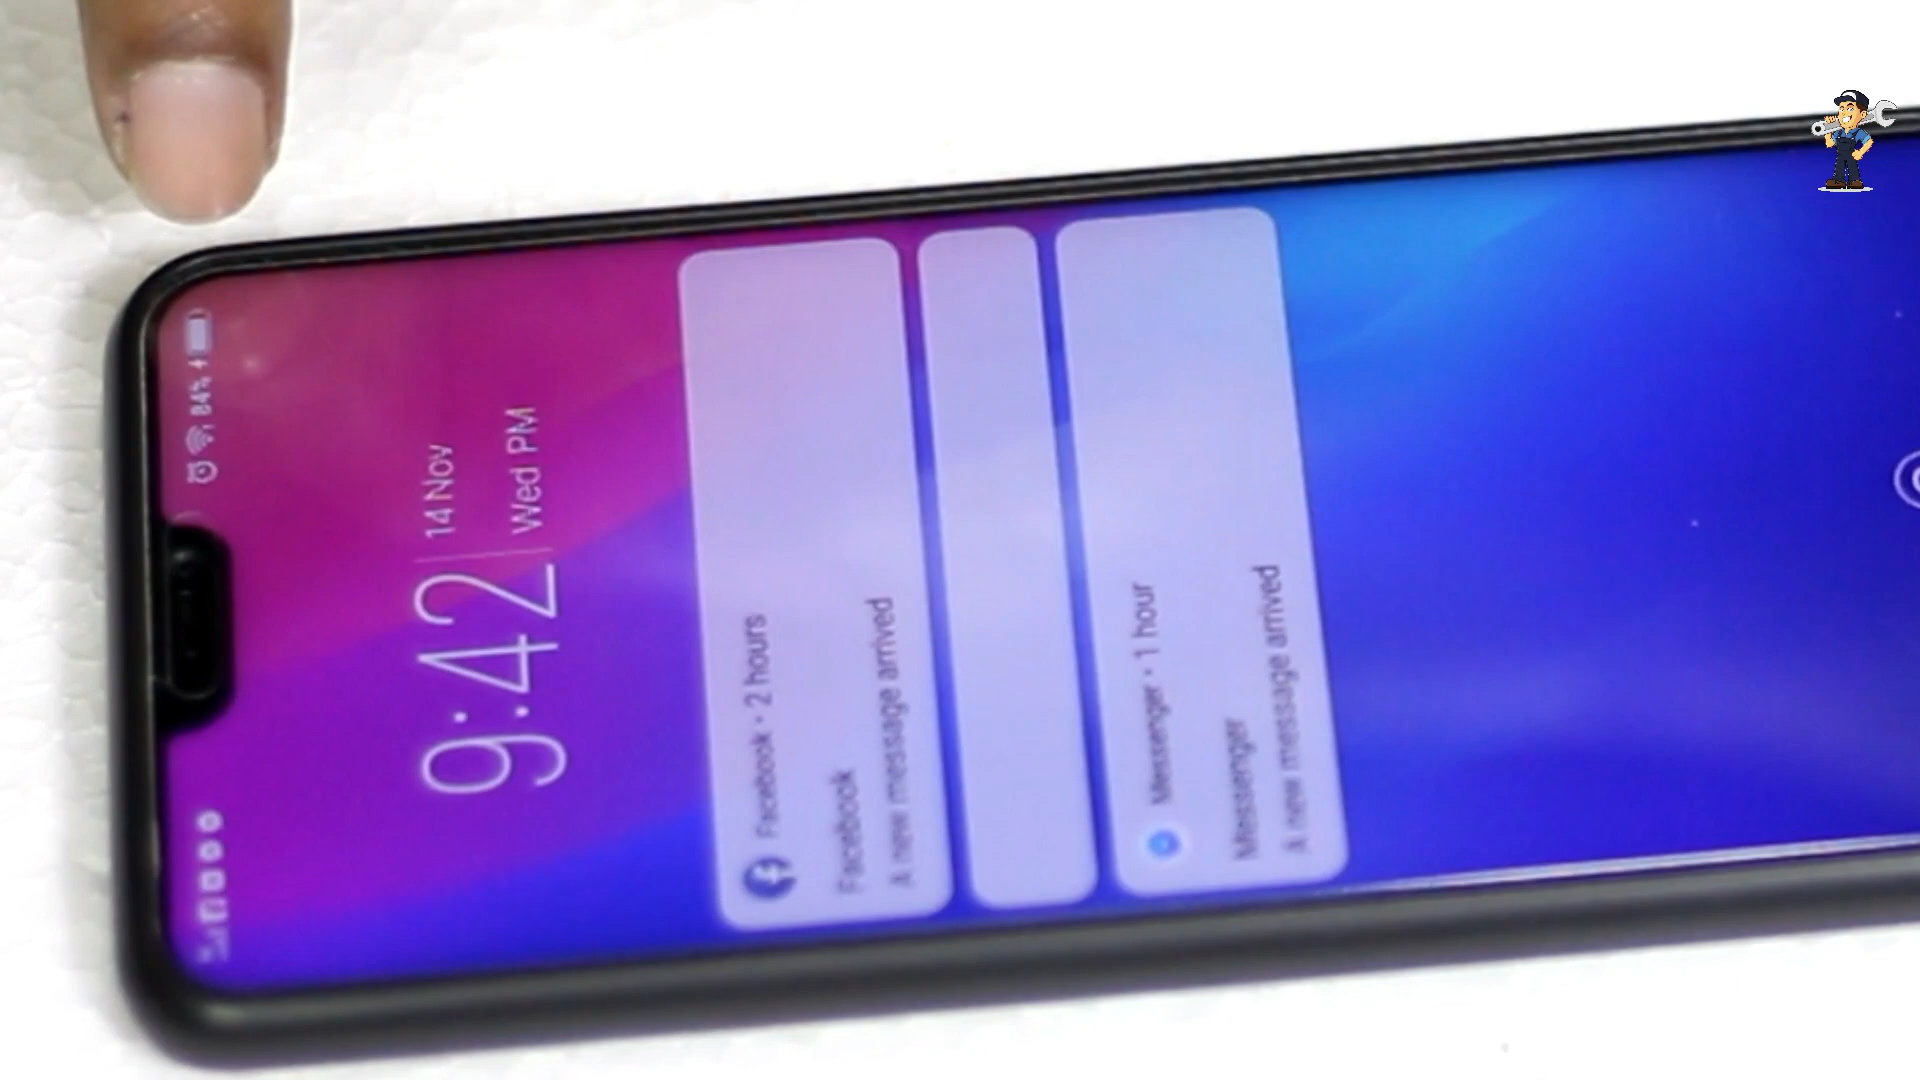 84%
9:42
14 Nov
Wed PM
Facebook • 2 hours
Facebook
A new message arrived
Messenger • 1 hour
Messenger
A new message arrived